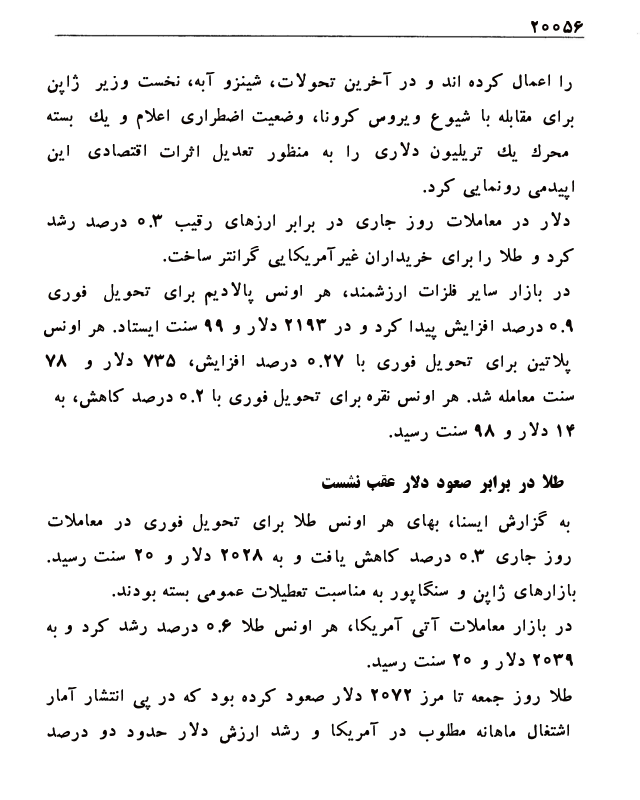 ۲۰۰۵۶
را اعمال کرده اند و در آخرین تحولات، شینزو آبه، نخست وزیر ژاپن
برای مقابله با شیوع ویروس کرونا، وضعیت اضطراری اعلام و یك بسته
محرك یك تریلیون دلاری را به منظور تعدیل اثرات اقتصادی این
اپیدمی رونمایی کرد.
دلار در معاملات روز جاری در برابر ارزهای رقیب ۰.۳ درصد رشد
کرد و طلا را برای خریداران غیرآمریکایی گرانتر ساخت.
در بازار سایر فلزات ارزشمند، هر اونس پالادیم برای تحویل فوری
۰.۹ درصد افزایش پیدا کرد و در ۲۱۹۳ دلار و ۹۹ سنت ایستاد. هر اونس
پلاتین برای تحویل فوری با ۰.۲۷ درصد افزایش، ۷۳۵ دلار و ۷۸
سنت معامله شد. هر اونس نقره برای تحویل فوری با ۰.۲ درصد کاهش، به
۱۴ دلار و ۹۸ سنت رسید.
طلا در برابر صعود دلار عقب نشست
به گزارش ایسنا، بهای هر اونس طلا برای تحویل فوری در معاملات
روز جاری ۰.۳ درصد کاهش یافت و به ۲۰۲۸ دلار و ۲۰ سنت رسید.
بازارهای ژاپن و سنگاپور به مناسبت تعطیلات عمومی بسته بودند.
در بازار معاملات آتی آمریکا، هر اونس طلا ۰.۶ درصد رشد کرد و به
۲۰۳۹ دلار و ۲۰ سنت رسید.
طلا روز جمعه تا مرز ۲۰۷۲ دلار صعود کرده بود که در پی انتشار آمار
اشتغال ماهانه مطلوب در آمریکا و رشد ارزش دلار حدود دو درصد